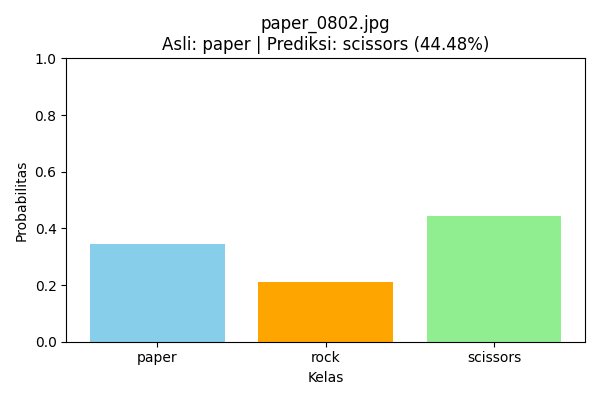 paper_0802.jpg
Asli: paper | Prediksi: scissors (44.48%)
1.0
0.8
0.6
0.4
0.2
0.0
Probabilitas
paper rock scissors
Kelas